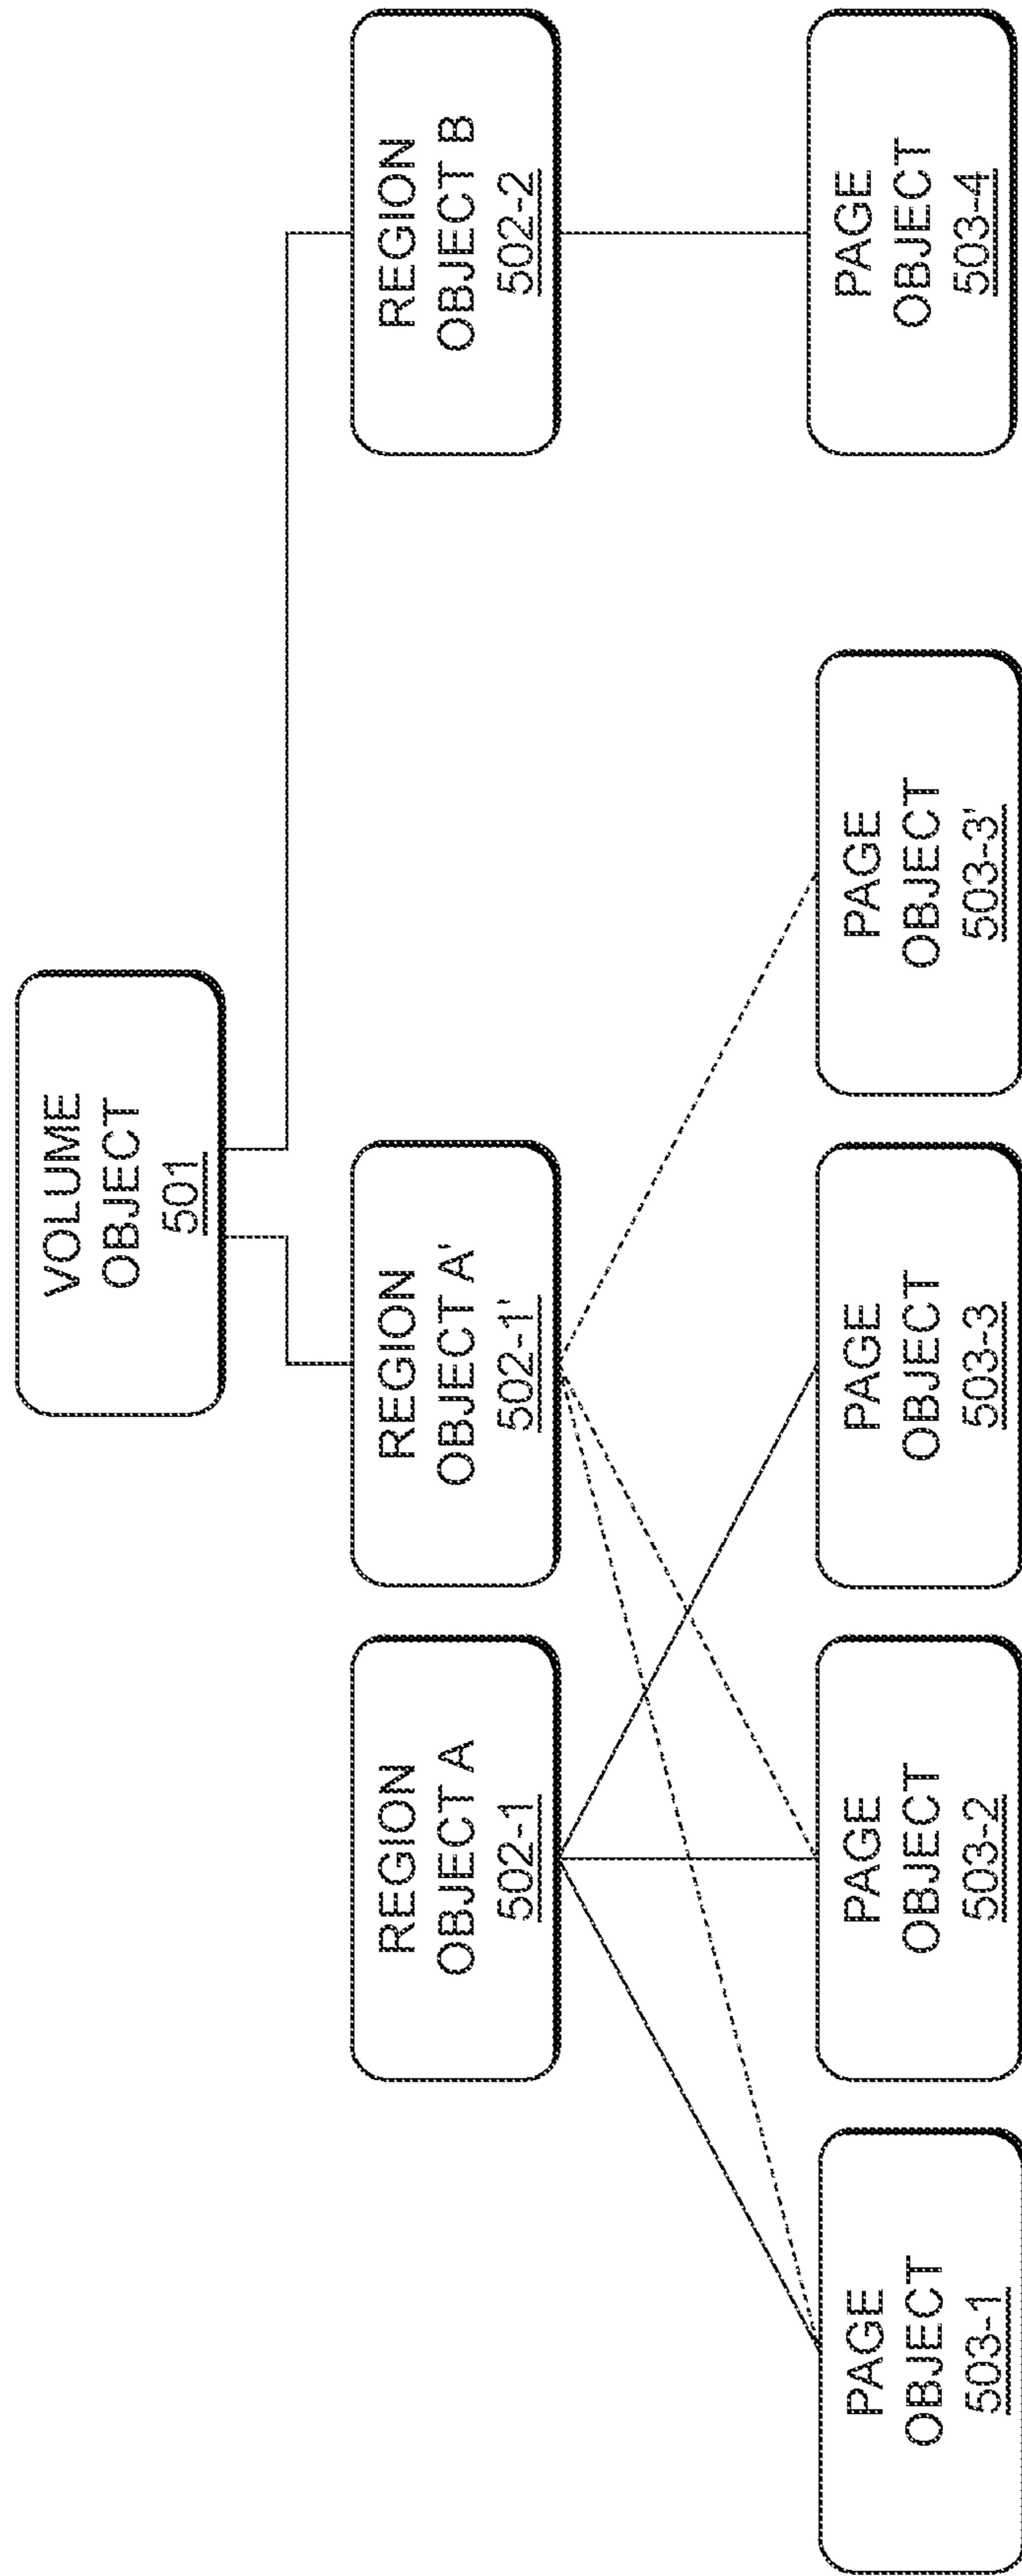 VOLUME
OBJECT
501
REGION
OBJECT A
502-1
REGION
OBJECT A'
502-1'
REGION
OBJECT B
502-2
PAGE
OBJECT
503-1
PAGE
OBJECT
503-2
PAGE
OBJECT
503-3
PAGE
OBJECT
503-3'
PAGE
OBJECT
503-4